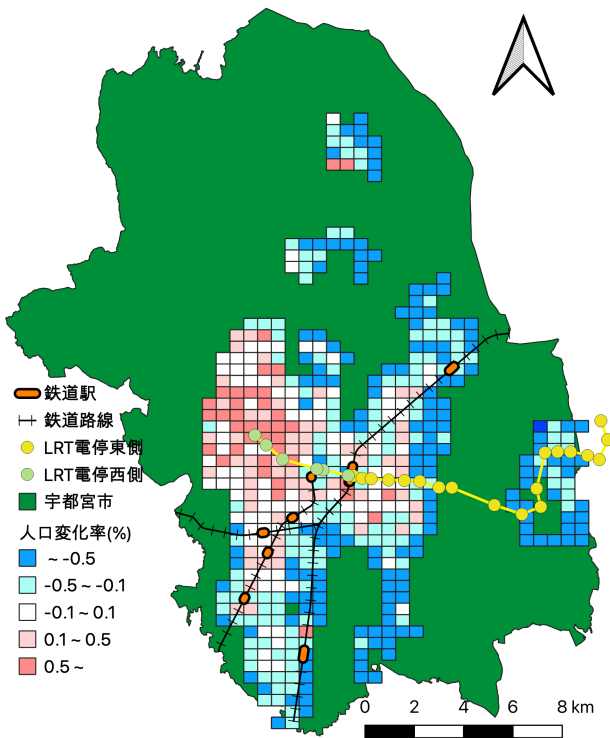 鉄道駅
鉄道路線
LRT電停東側
LRT電停西側
宇都宮市
人口変化率(%)
～-0.5
-0.5～-0.1
-0.1～0.1
0.1～0.5
0.5～
0 2 4 6 8 km